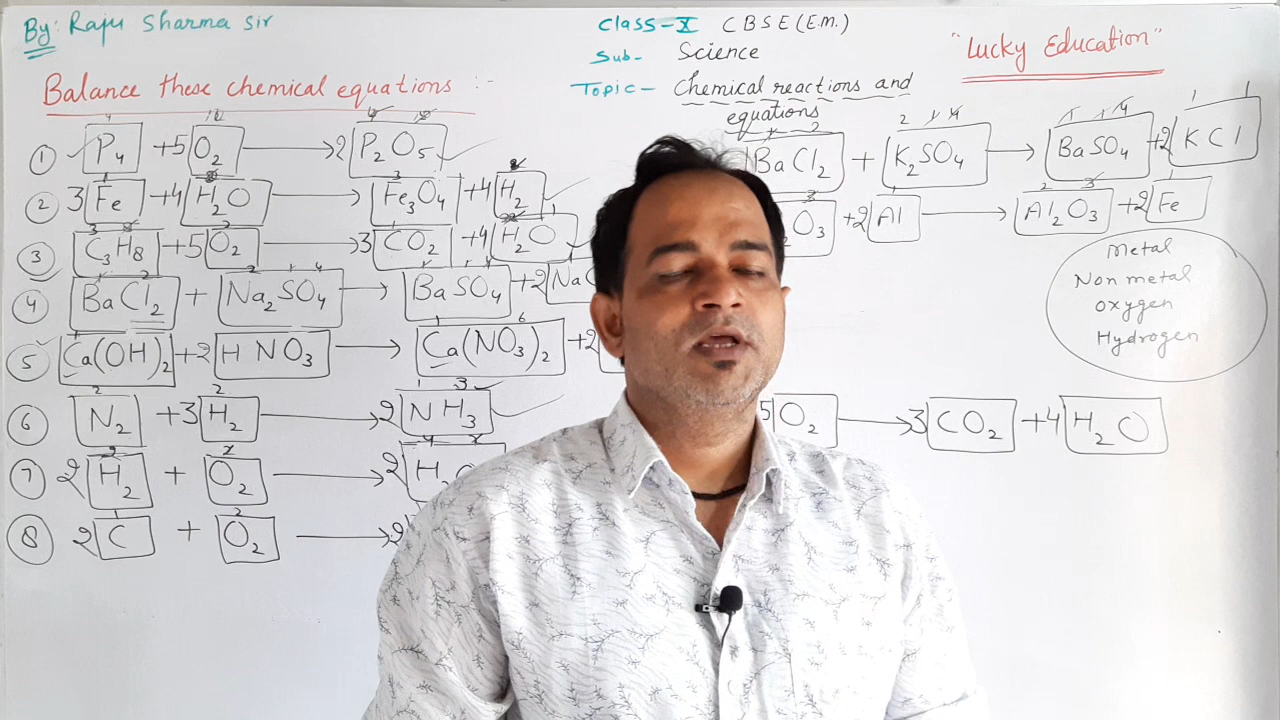 By: Raju Sharma Sir
Class-X CBSE (E.M.)
Sub- Science
Topic- Chemical reactions and equations
"Lucky Education"
Balance these chemical equations :-
① P4 + 5 O2 → 2 P2O5
② 3 Fe + 4 H2O → Fe3O4 + 4 H2
③ C3H8 + 5 O2 → 3 CO2 + 4 H2O
④ BaCl2 + Na2SO4 → BaSO4 + 2
⑤ Ca(OH)2 + 2 HNO3 → Ca(NO3)2 + 2
⑥ N2 + 3 H2 → 2 NH3
⑦ 2 H2 + O2 → 2 H2
⑧ 2 C + O2 → 2
BaCl2 + K2SO4 → BaSO4 + 2 KCl
O3 + 2 Al → Al2O3 + 2 Fe
Metal
Non metal
Oxygen
Hydrogen
5 O2 → 3 CO2 + 4 H2O